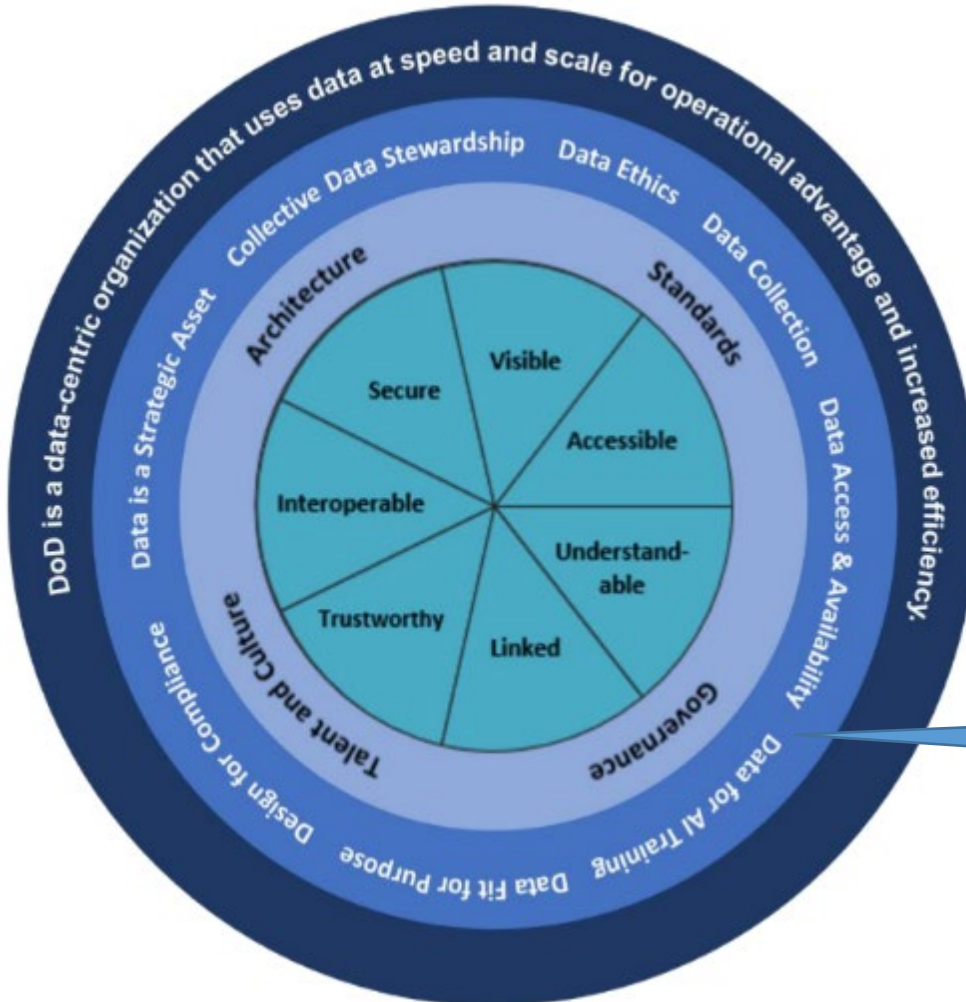 DoD is a data-centric organization that uses data at speed and scale for operational advantage and increased efficiency.
Data is a Strategic Asset
Collective Data Stewardship
Data Ethics
Data Collection
Data Access & Availability
Data for AI Training
Data Fit for Purpose
Design for Compliance
Architecture
Standards
Governance
Talent and Culture
Visible
Accessible
Understand-
able
Linked
Trustworthy
Interoperable
Secure